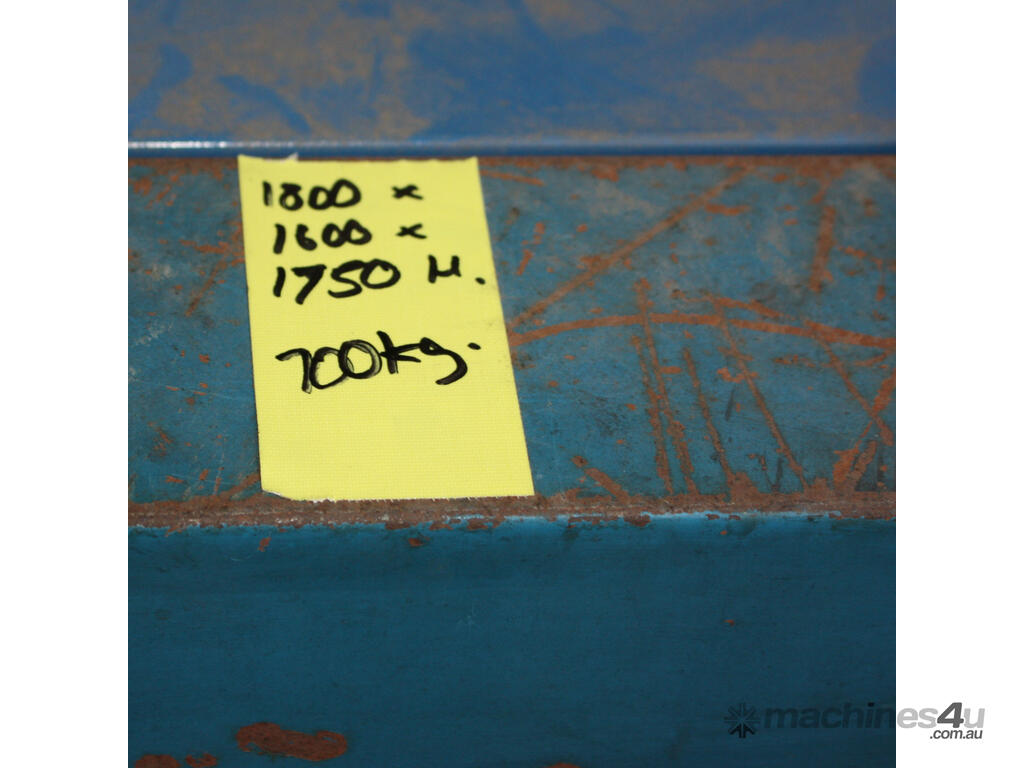 1800 x
1600 x
1750 H.
700kg.
machines4u
.com.au